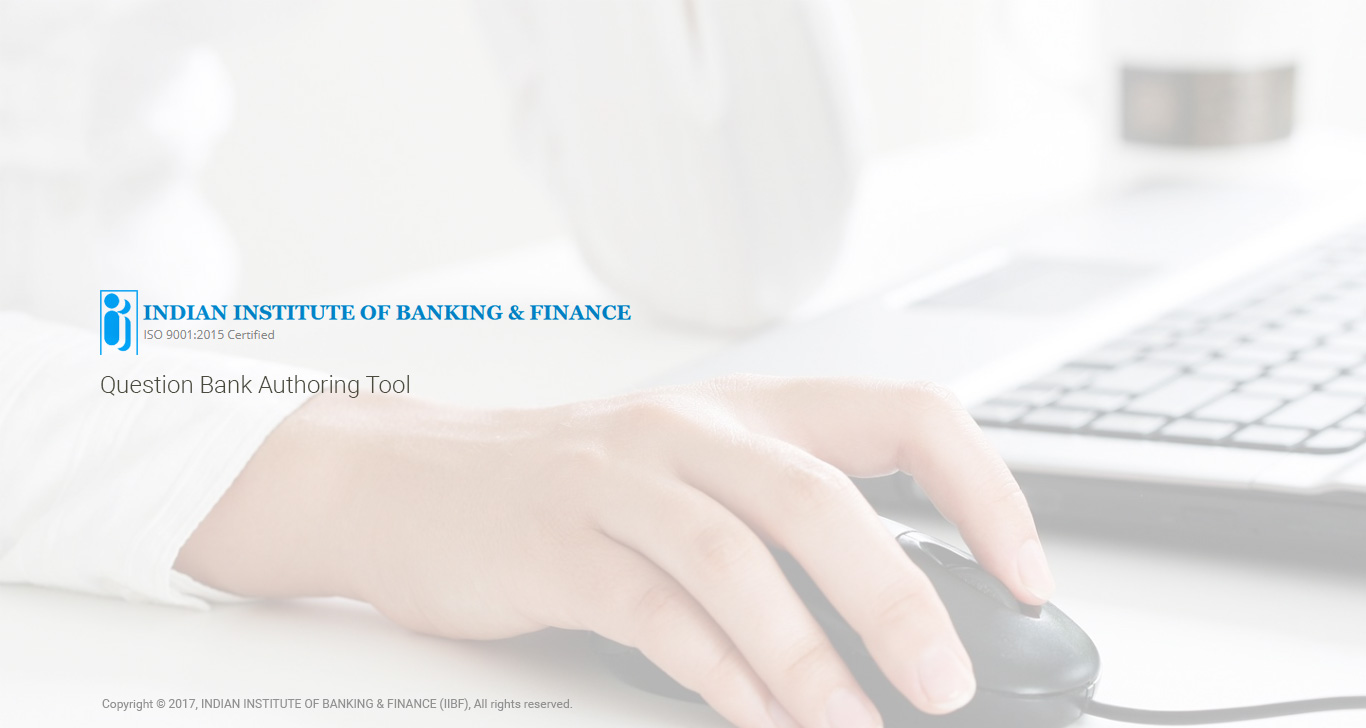 INDIAN INSTITUTE OF BANKING & FINANCE
ISO 9001:2015 Certified
Question Bank Authoring Tool
Copyright © 2017, INDIAN INSTITUTE OF BANKING & FINANCE (IIBF), All rights reserved.